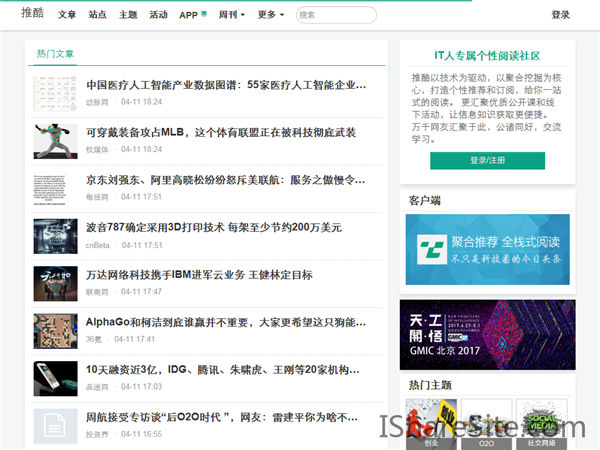 推酷 文章 站点 主题 活动 APP 荐 周刊 更多 搜索 登录
热门文章
中国医疗人工智能产业数据图谱：55家医疗人工智能企业...
动脉网 · 04-11 18:24
可穿戴装备攻占MLB，这个体育联盟正在被科技彻底武装
钛媒体 · 04-11 18:24
京东刘强东、阿里高晓松纷纷怒斥美联航：服务之傲慢令...
每经网 · 04-11 17:51
波音787确定采用3D打印技术 每架至少节约200万美元
cnBeta · 04-11 17:51
万达网络科技携手IBM进军云业务 王健林定目标
联商网 · 04-11 17:47
AlphaGo和柯洁到底谁赢并不重要，大家更希望这只狗能...
36氪 · 04-11 17:41
10天融资近3亿，IDG、腾讯、朱啸虎、王刚等20家机构...
品途网 · 04-11 17:03
周航接受专访谈“后O2O时代”，网友：雷建平你为啥不...
投资界 · 04-11 16:55
IT人专属个性阅读社区
推酷以技术为驱动，以聚合挖掘为核
心，打造个性推荐和订阅，给你一站
式的阅读。 更汇聚优质公开课和线
下活动，让信息知识获取更便捷。
万千网友汇聚于此，公诸同好，交流
学习。
登录/注册
客户端
聚合推荐 全栈式阅读
不只是科技圈的今日头条
天·工
開·悟
NEW FRONTIERS OF INTELLIGENCE
2017.4.27-5.1
GMIC
GMIC 北京 2017
热门主题
创业
O2O
SOCIAL
MEDIA
社交网络
ISharesite.com